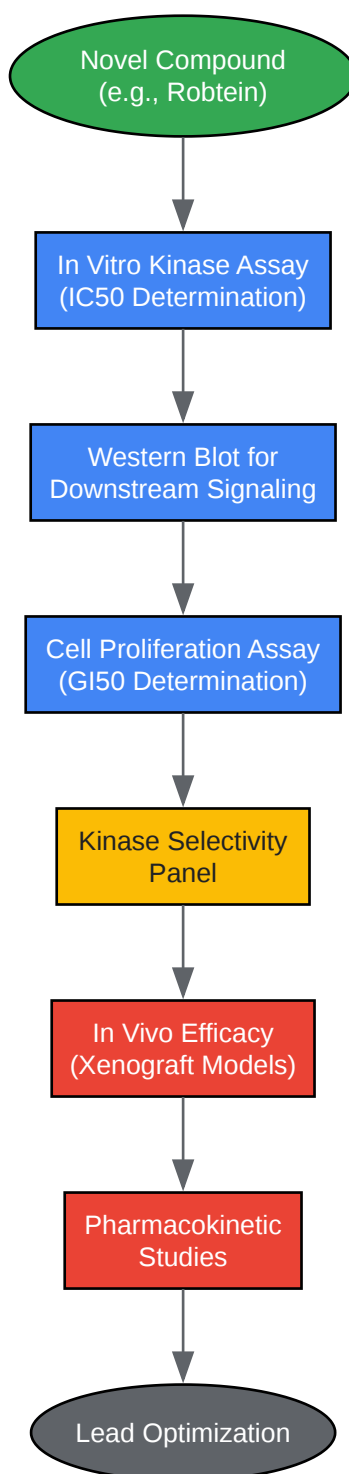 Novel Compound
(e.g., Robtein)
In Vitro Kinase Assay
(IC50 Determination)
Western Blot for
Downstream Signaling
Cell Proliferation Assay
(GI50 Determination)
Kinase Selectivity
Panel
In Vivo Efficacy
(Xenograft Models)
Pharmacokinetic
Studies
Lead Optimization